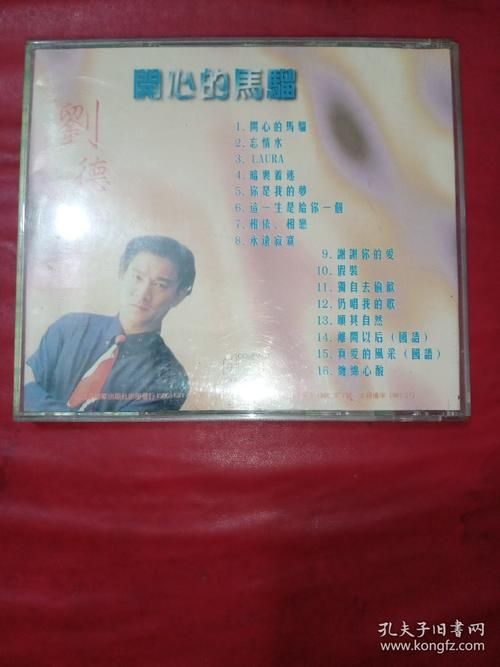 開心的馬騮
劉德
1. 開心的馬騮
2. 忘情水
3. LAURA
4. 暗裏着迷
5. 你是我的夢
6. 這一生是給你一個
7. 相依、相戀
8. 永遠寂寞
9. 謝謝你的愛
10. 假裝
11. 獨自去偷歡
12. 仍唱我的歌
13. 順其自然
14. 離開以后（國語）
15. 真愛的風采（國語）
16. 纏綿心酸
孔夫子旧书网
www.kongfz.com